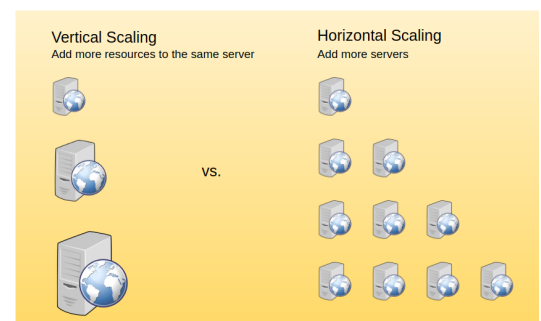 Vertical Scaling
Add more resources to the same server
vs.
Horizontal Scaling
Add more servers